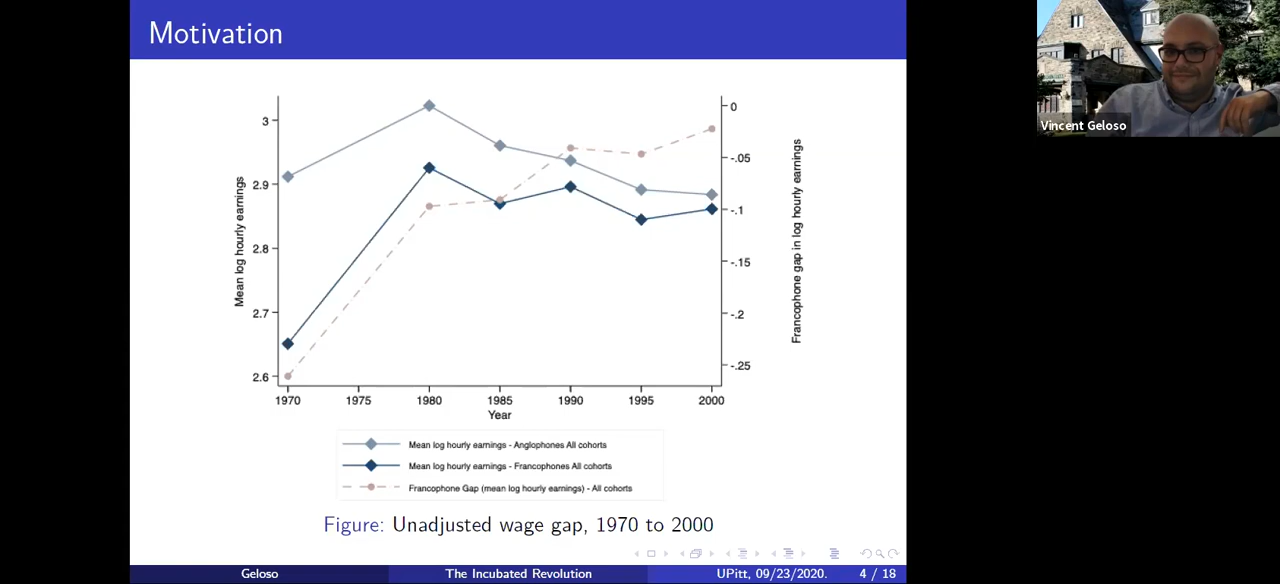 Motivation
Vincent Geloso
3
2.9
2.8
2.7
2.6
Mean log hourly earnings
0
-.05
-.1
-.15
-.2
-.25
Francophone gap in log hourly earnings
1970 1975 1980 1985 1990 1995 2000
Year
Mean log hourly earnings - Anglophones All cohorts
Mean log hourly earnings - Francophones All cohorts
Francophone Gap (mean log hourly earnings) - All cohorts
Figure: Unadjusted wage gap, 1970 to 2000
Geloso The Incubated Revolution UPitt, 09/23/2020. 4 / 18